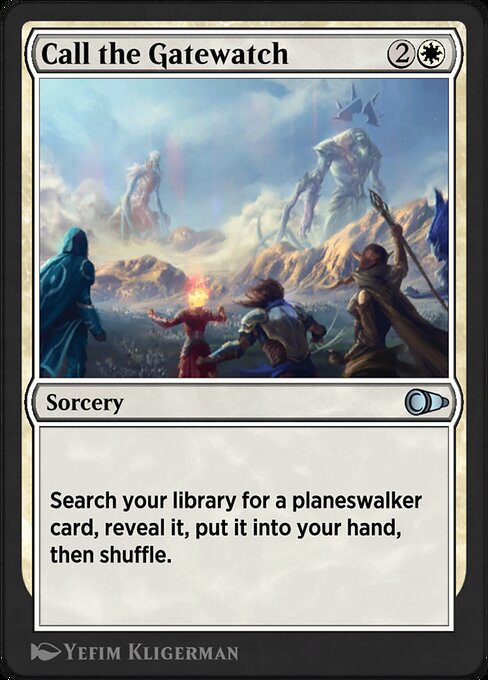 Call the Gatewatch 2
Sorcery
Search your library for a planeswalker
card, reveal it, put it into your hand,
then shuffle.
Yefim Kligerman